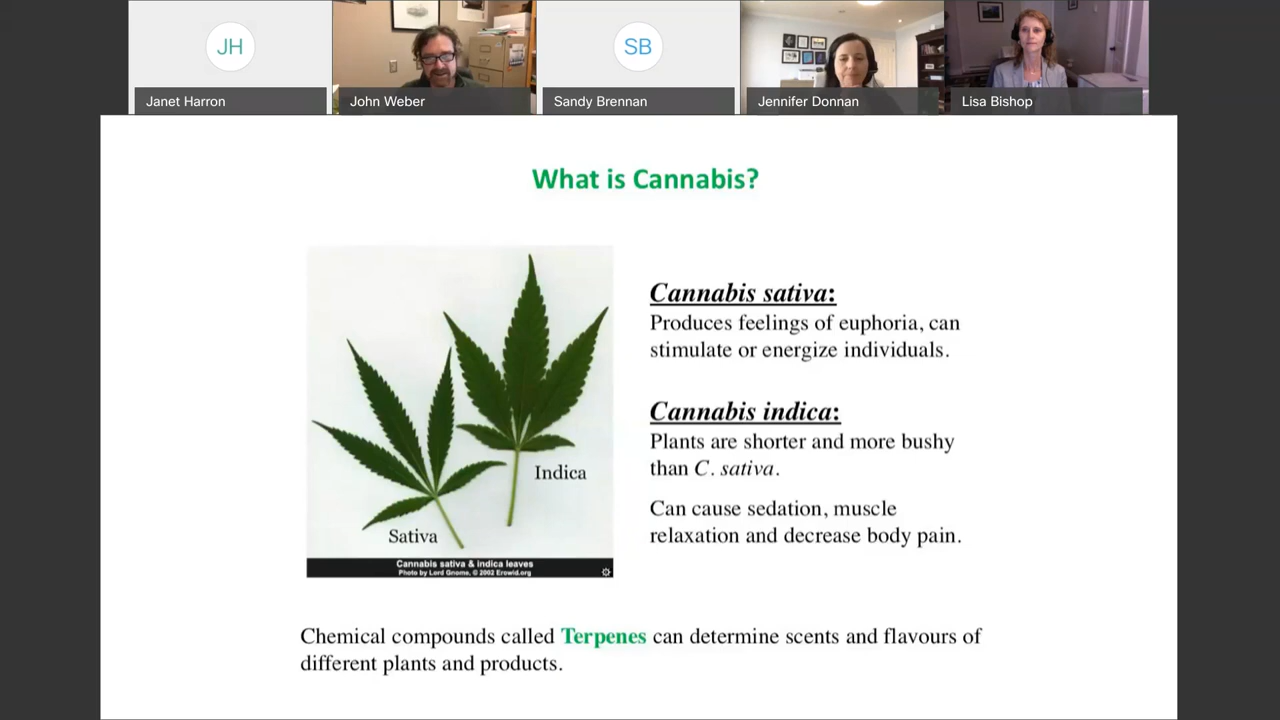 JH
SB
Janet Harron
John Weber
Sandy Brennan
Jennifer Donnan
Lisa Bishop
What is Cannabis?
Cannabis sativa:
Produces feelings of euphoria, can
stimulate or energize individuals.
Cannabis indica:
Plants are shorter and more bushy
than C. sativa.
Can cause sedation, muscle
relaxation and decrease body pain.
Indica
Sativa
Cannabis sativa & indica leaves
Photo by Lord Gnome, © 2002 Erowid.org
Chemical compounds called Terpenes can determine scents and flavours of
different plants and products.